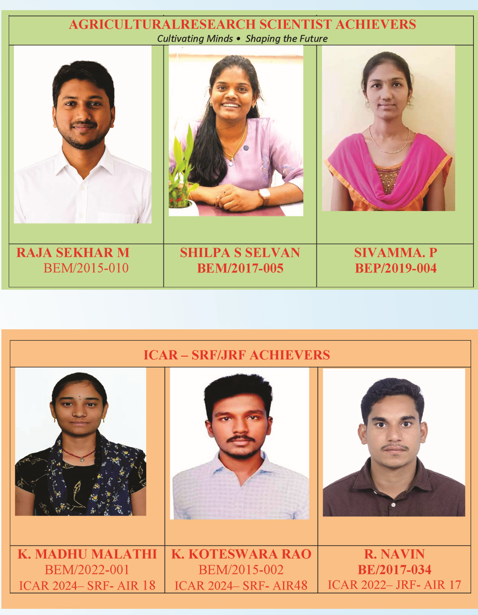 AGRICULTURALRESEARCH SCIENTIST ACHIEVERS
Cultivating Minds • Shaping the Future
RAJA SEKHAR M
BEM/2015-010
SHILPA S SELVAN
BEM/2017-005
SIVAMMA. P
BEP/2019-004
ICAR – SRF/JRF ACHIEVERS
K. MADHU MALATHI
BEM/2022-001
ICAR 2024– SRF- AIR 18
K. KOTESWARA RAO
BEM/2015-002
ICAR 2024– SRF- AIR48
R. NAVIN
BE/2017-034
ICAR 2022– JRF- AIR 17